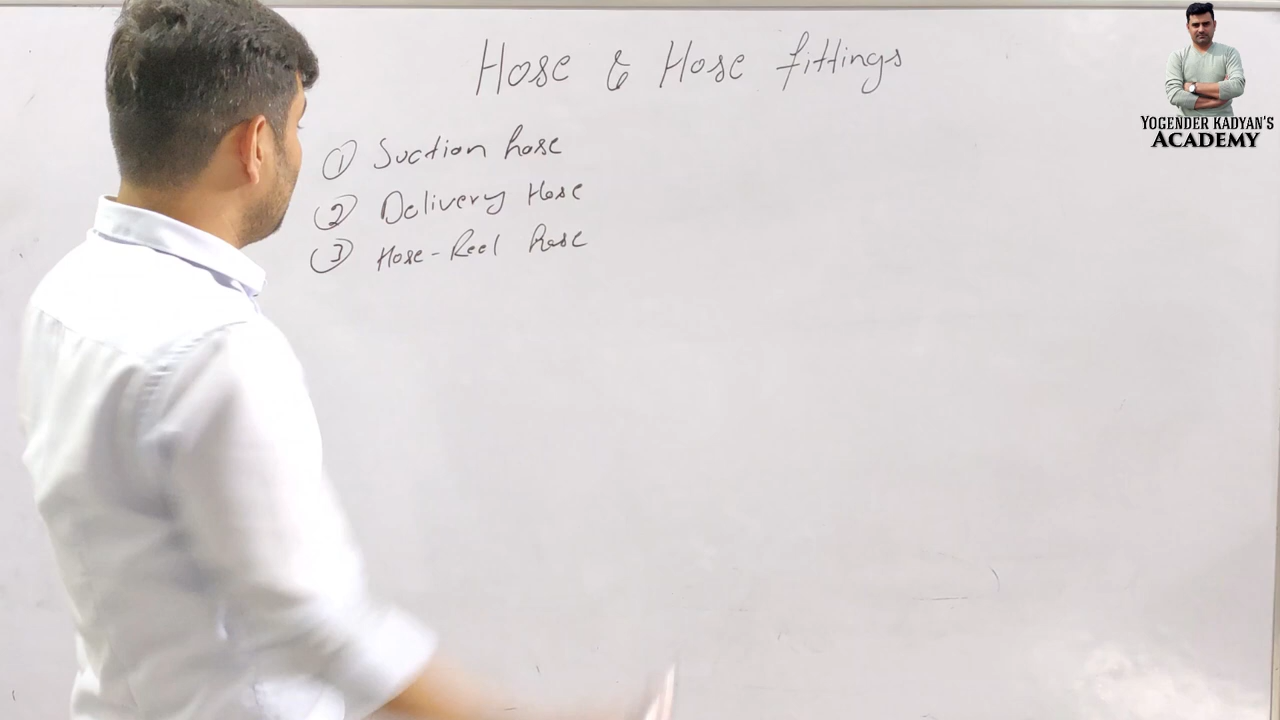 Hose & Hose fittings
① Suction hose
② Delivery Hose
③ Hose-Reel Hose
YOGENDER KADYAN'S
ACADEMY